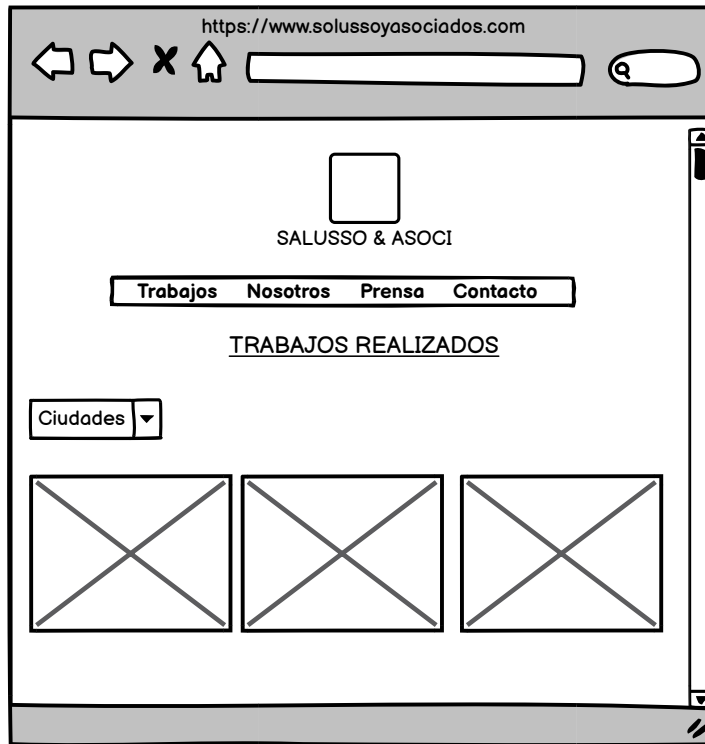 https://www.solussoyasociados.com
SALUSSO & ASOCI
Trabajos Nosotros Prensa Contacto
TRABAJOS REALIZADOS
Ciudades